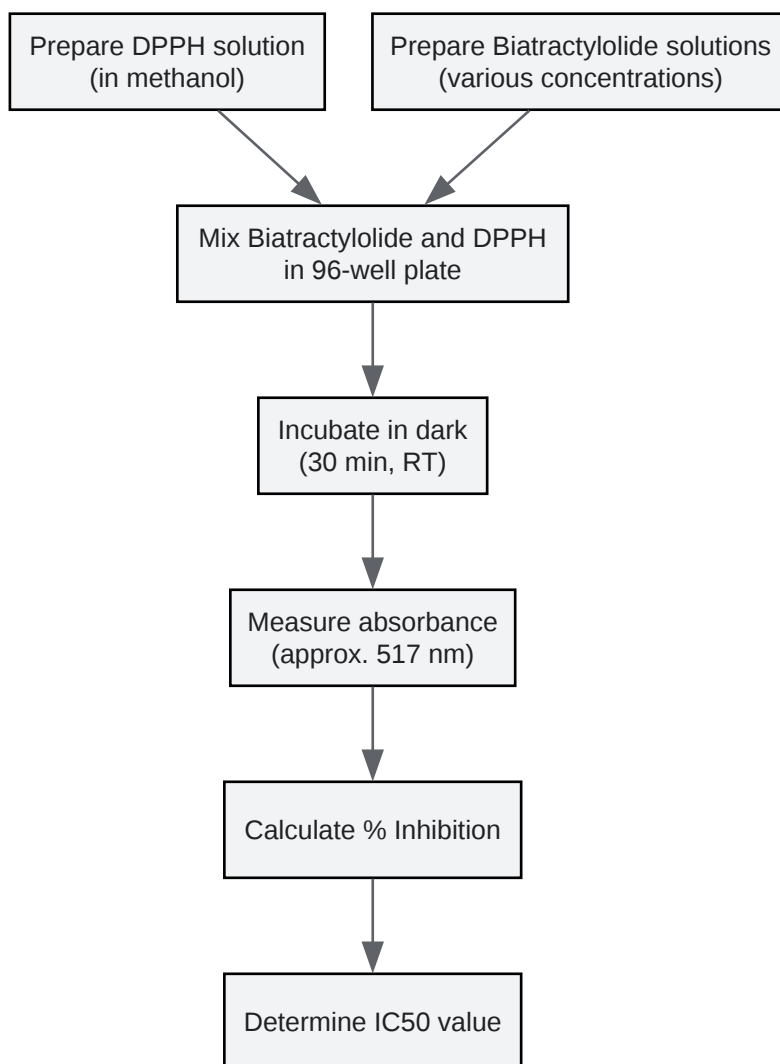 Prepare DPPH solution
(in methanol)
Prepare Biatractylolide solutions
(various concentrations)
Mix Biatractylolide and DPPH
in 96-well plate
Incubate in dark
(30 min, RT)
Measure absorbance
(approx. 517 nm)
Calculate % Inhibition
Determine IC50 value